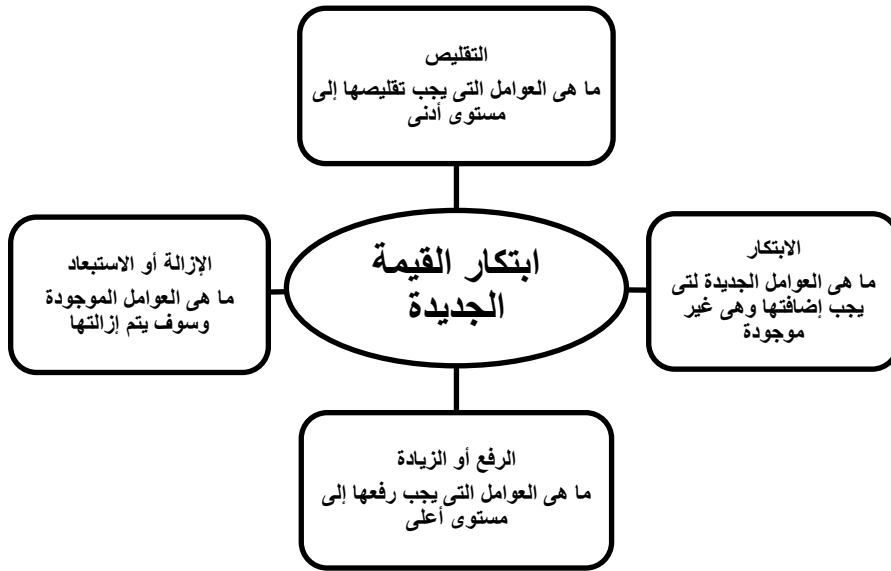 التقليص
ما هى العوامل التى يجب تقليصها إلى
مستوى أدنى
الابتكار
ما هى العوامل الجديدة لتى
يجب إضافتها وهى غير
موجودة
ابتكار القيمة
الجديدة
الإزالة أو الاستبعاد
ما هى العوامل الموجودة
وسوف يتم إزالتها
الرفع أو الزيادة
ما هى العوامل التى يجب رفعها إلى
مستوى أعلى